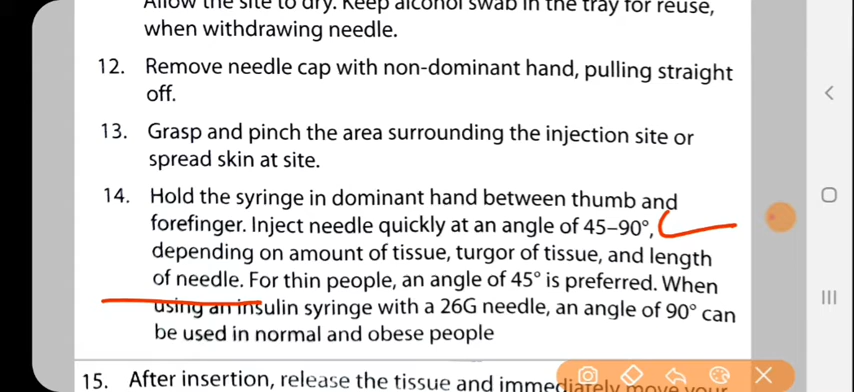 Allow the site to dry. Keep alcohol swab in the tray for reuse,
when withdrawing needle.
12. Remove needle cap with non-dominant hand, pulling straight
off.
13. Grasp and pinch the area surrounding the injection site or
spread skin at site.
14. Hold the syringe in dominant hand between thumb and
forefinger. Inject needle quickly at an angle of 45–90°,
depending on amount of tissue, turgor of tissue, and length
of needle. For thin people, an angle of 45° is preferred. When
using an insulin syringe with a 26G needle, an angle of 90° can
be used in normal and obese people
15. After insertion, release the tissue and immediately move your